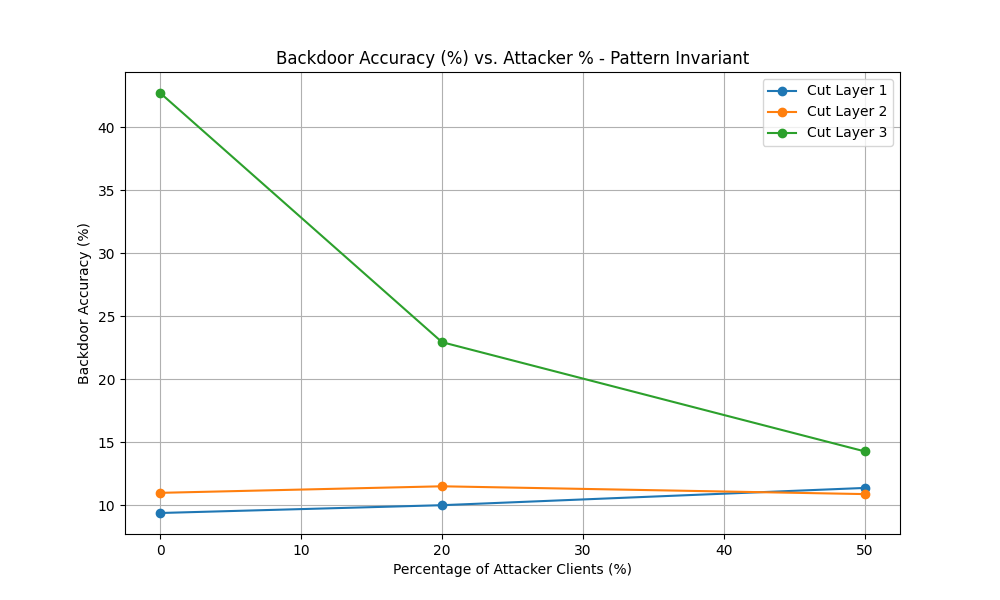 Backdoor Accuracy (%) vs. Attacker % - Pattern Invariant
Cut Layer 1
Cut Layer 2
Cut Layer 3
Backdoor Accuracy (%)
40
35
30
25
20
15
10
0 10 20 30 40 50
Percentage of Attacker Clients (%)